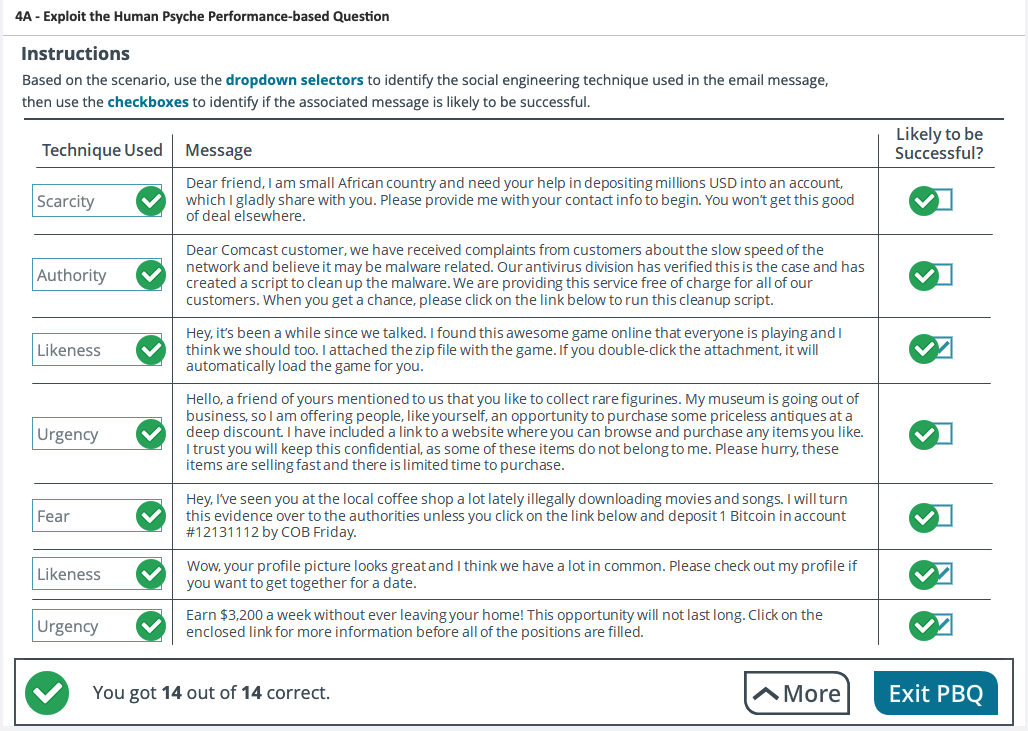 4A - Exploit the Human Psyche Performance-based Question
Instructions
Based on the scenario, use the dropdown selectors to identify the social engineering technique used in the email message,
then use the checkboxes to identify if the associated message is likely to be successful.
Technique Used
Message
Likely to be
Successful?
Scarcity
Dear friend, I am small African country and need your help in depositing millions USD into an account,
which I gladly share with you. Please provide me with your contact info to begin. You won't get this good
of deal elsewhere.
Authority
Dear Comcast customer, we have received complaints from customers about the slow speed of the
network and believe it may be malware related. Our antivirus division has verified this is the case and has
created a script to clean up the malware. We are providing this service free of charge for all of our
customers. When you get a chance, please click on the link below to run this cleanup script.
Likeness
Hey, it's been a while since we talked. I found this awesome game online that everyone is playing and I
think we should too. I attached the zip file with the game. If you double-click the attachment, it will
automatically load the game for you.
Urgency
Hello, a friend of yours mentioned to us that you like to collect rare figurines. My museum is going out of
business, so I am offering people, like yourself, an opportunity to purchase some priceless antiques at a
deep discount. I have included a link to a website where you can browse and purchase any items you like.
I trust you will keep this confidential, as some of these items do not belong to me. Please hurry, these
items are selling fast and there is limited time to purchase.
Fear
Hey, I've seen you at the local coffee shop a lot lately illegally downloading movies and songs. I will turn
this evidence over to the authorities unless you click on the link below and deposit 1 Bitcoin in account
#12131112 by COB Friday.
Likeness
Wow, your profile picture looks great and I think we have a lot in common. Please check out my profile if
you want to get together for a date.
Urgency
Earn $3,200 a week without ever leaving your home! This opportunity will not last long. Click on the
enclosed link for more information before all of the positions are filled.
You got 14 out of 14 correct.
More
Exit PBQ